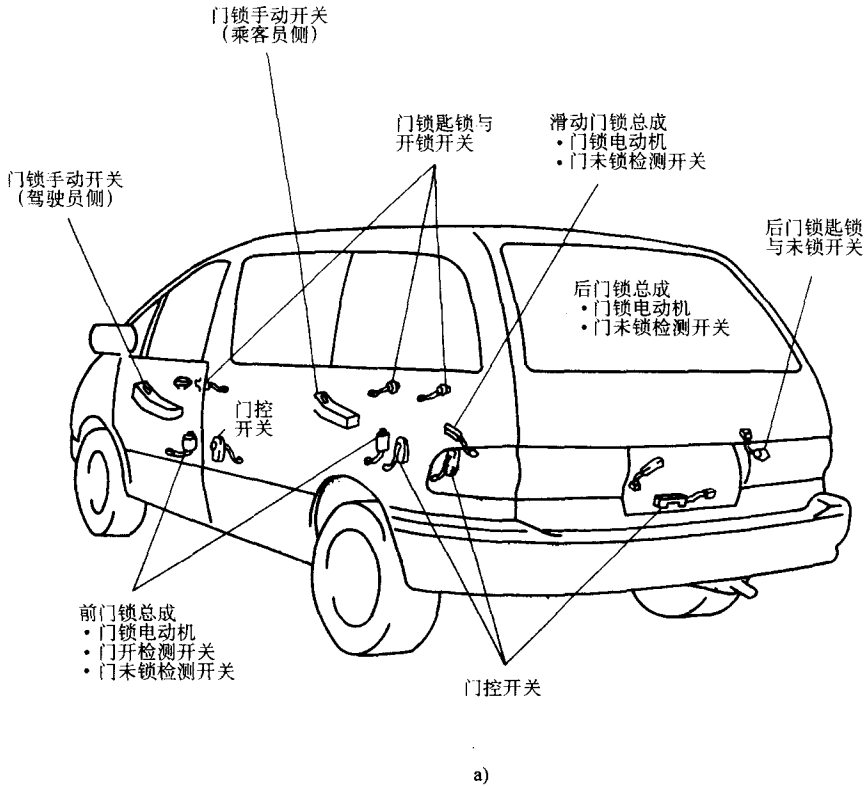 门锁手动开关
（乘客员侧）
门锁匙锁与
开锁开关
滑动门锁总成
·门锁电动机
·门未锁检测开关
门锁手动开关
（驾驶员侧）
后门锁匙锁
与未锁开关
后门锁总成
·门锁电动机
·门未锁检测开关
门控
开关
前门锁总成
·门锁电动机
·门开检测开关
·门未锁检测开关
门控开关
a)